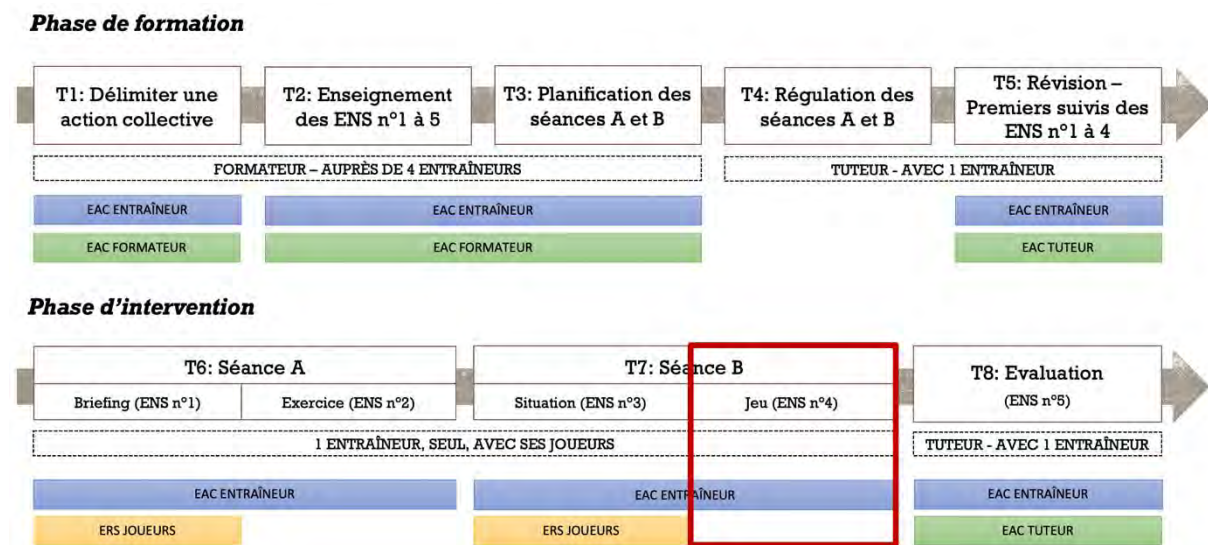 Phase de formation
T1: Délimiter une
action collective
T2: Enseignement
des ENS n°1 à 5
T3: Planification des
séances A et B
T4: Régulation des
séances A et B
T5: Révision –
Premiers suivis des
ENS n°1 à 4
FORMATEUR – AUPRÈS DE 4 ENTRAÎNEURS
TUTEUR - AVEC 1 ENTRAÎNEUR
EAC ENTRAÎNEUR
EAC ENTRAÎNEUR
EAC ENTRAÎNEUR
EAC FORMATEUR
EAC FORMATEUR
EAC TUTEUR
Phase d’intervention
T6: Séance A
T7: Séance B
T8: Evaluation
(ENS n°5)
Briefing (ENS n°1)
Exercice (ENS n°2)
Situation (ENS n°3)
Jeu (ENS n°4)
1 ENTRAÎNEUR, SEUL, AVEC SES JOUEURS
TUTEUR - AVEC 1 ENTRAÎNEUR
EAC ENTRAÎNEUR
EAC ENTRAÎNEUR
EAC ENTRAÎNEUR
ERS JOUEURS
ERS JOUEURS
EAC TUTEUR